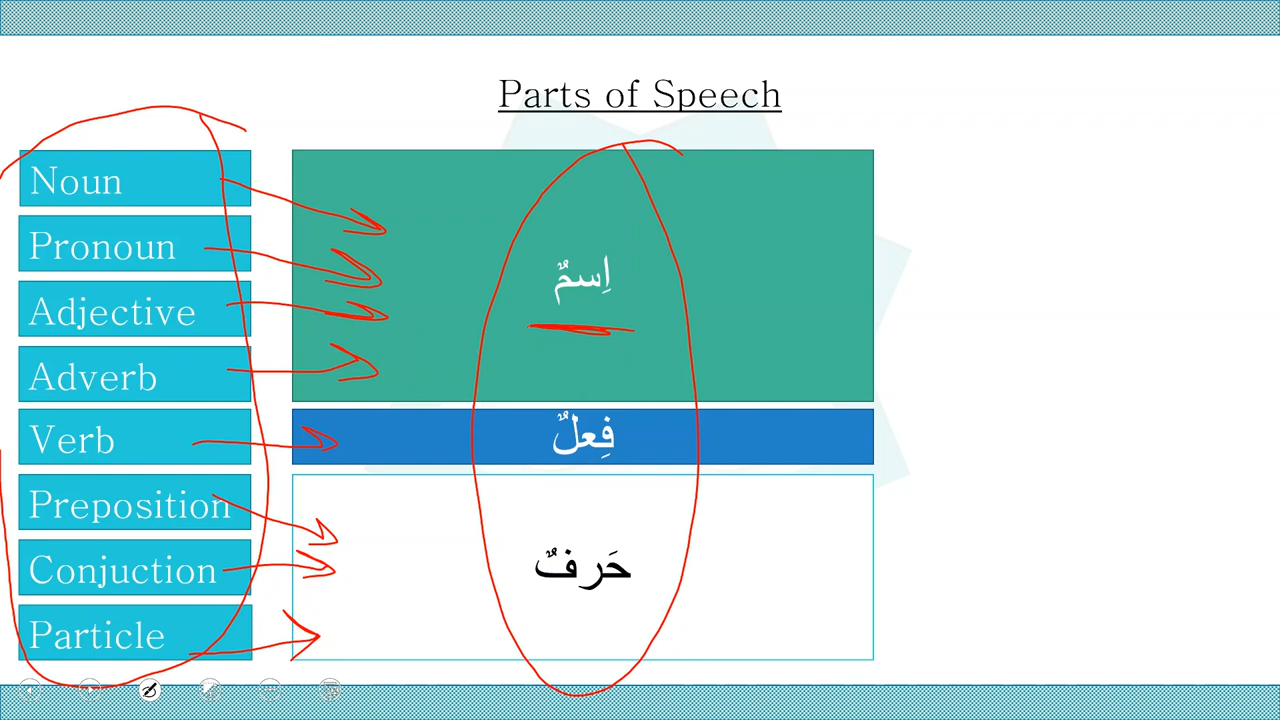 Parts of Speech
Noun
Pronoun
Adjective
Adverb
Verb
Preposition
Conjuction
Particle
اِسمٌ
فِعلٌ
حَرفٌ